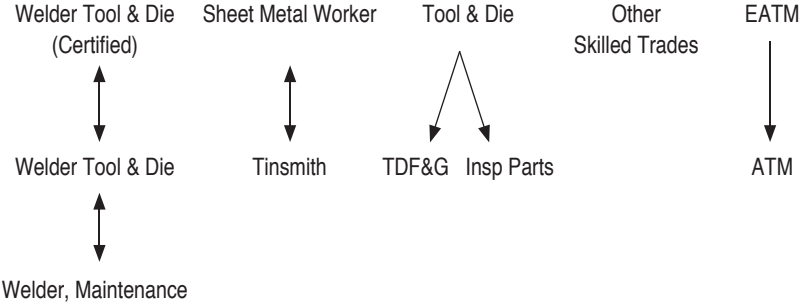 Welder Tool & Die
(Certified)
Sheet Metal Worker
Tool & Die
Other
Skilled Trades
EATM
Welder Tool & Die
Tinsmith
TDF&G
Insp Parts
ATM
Welder, Maintenance